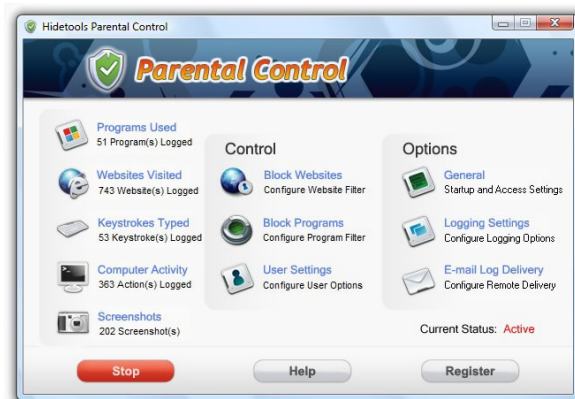 Hidetools Parental Control
Parental Control
Programs Used
51 Program(s) Logged
Websites Visited
743 Website(s) Logged
Keystrokes Typed
53 Keystroke(s) Logged
Computer Activity
363 Action(s) Logged
Screenshots
202 Screenshot(s)
Control
Block Websites
Configure Website Filter
Block Programs
Configure Program Filter
User Settings
Configure User Options
Options
General
Startup and Access Settings
Logging Settings
Configure Logging Options
E-mail Log Delivery
Configure Remote Delivery
Current Status: Active
Stop
Help
Register